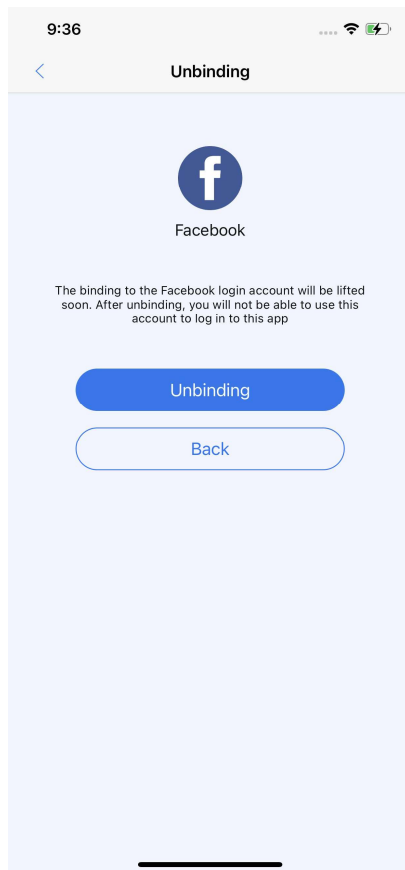 9:36
Unbinding
Facebook
The binding to the Facebook login account will be lifted
soon. After unbinding, you will not be able to use this
account to log in to this app
Unbinding
Back